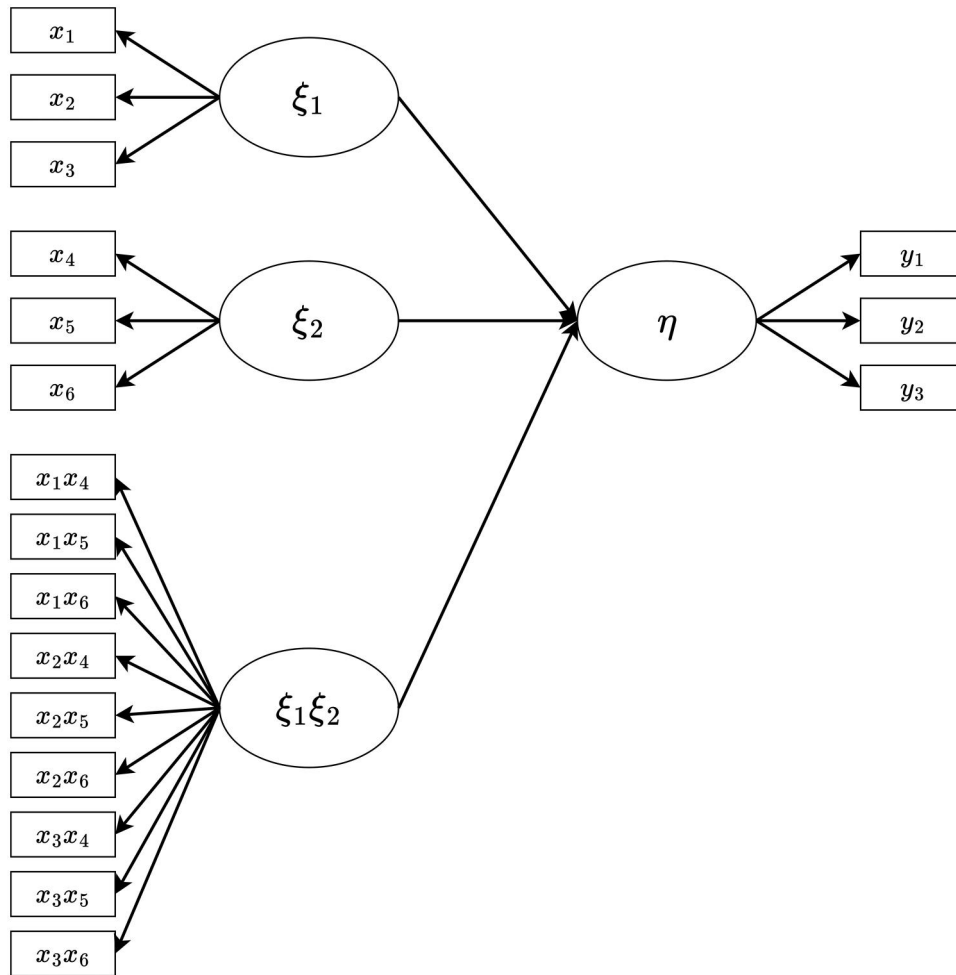 x₁
x₂
x₃
ξ₁
x₄
x₅
x₆
ξ₂
η
y₁
y₂
y₃
x₁x₄
x₁x₅
x₁x₆
x₂x₄
x₂x₅
x₂x₆
x₃x₄
x₃x₅
x₃x₆
ξ₁ξ₂